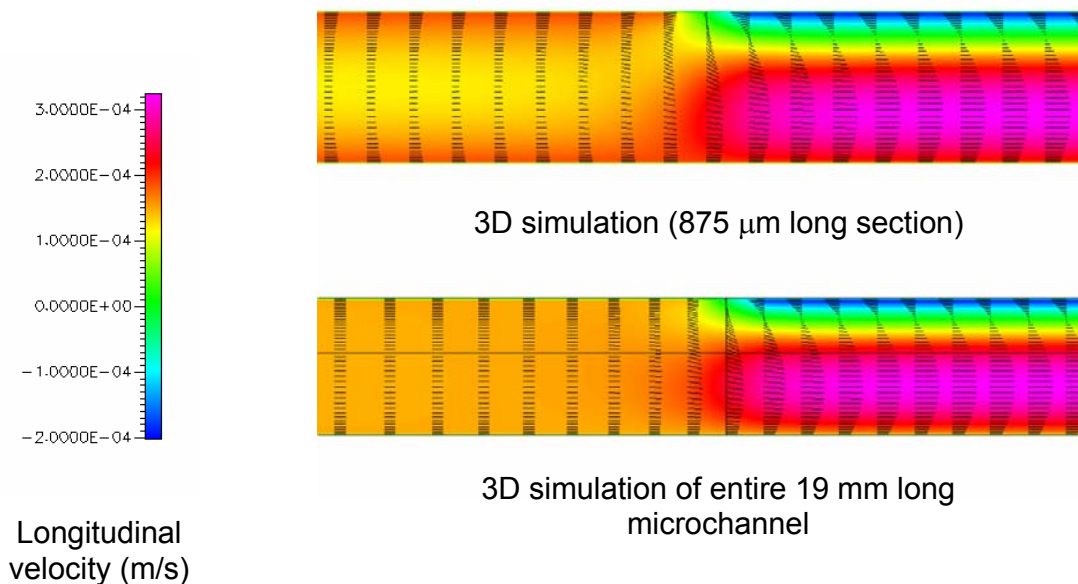 3.0000E-04
2.0000E-04
1.0000E-04
0.0000E+00
-1.0000E-04
-2.0000E-04
Longitudinal
velocity (m/s)
3D simulation (875 μm long section)
3D simulation of entire 19 mm long
microchannel